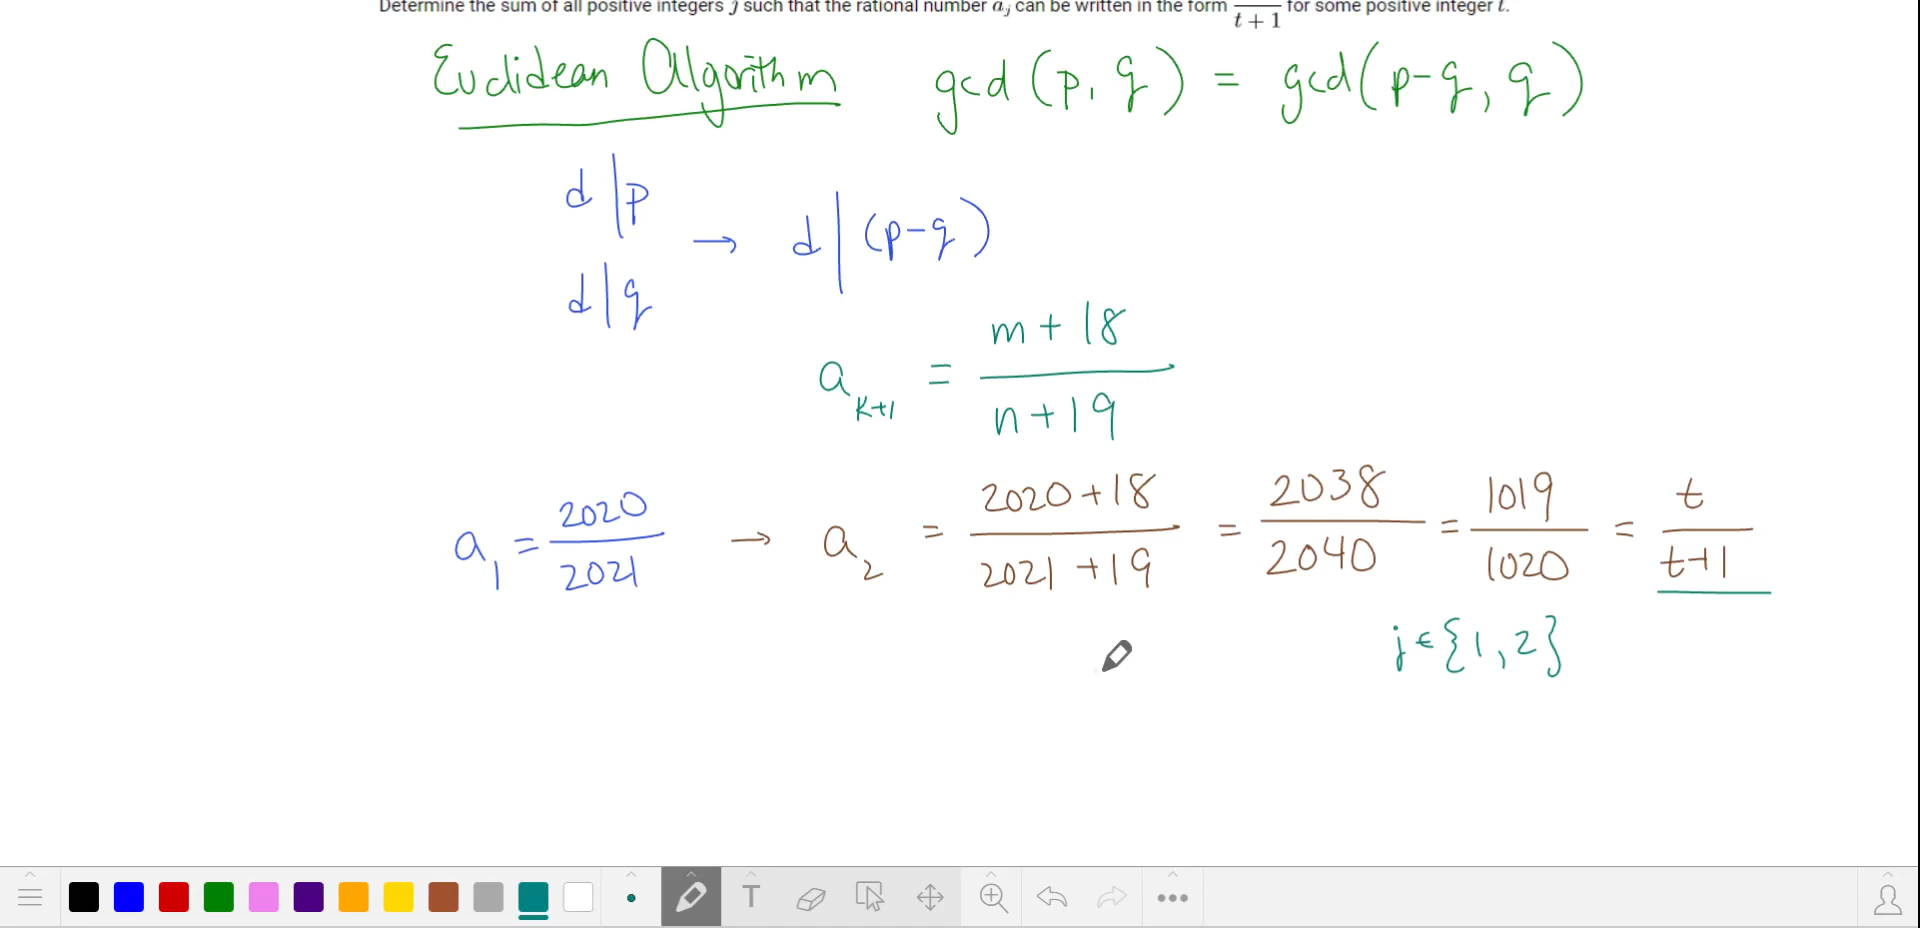 Determine the sum of all positive integers j such that the rational number a_j can be written in the form /(t + 1) for some positive integer t.
Euclidean Algorithm gcd(p, q) = gcd(p-q, q)
d|p
d|q → d|(p-q)
a_{k+1} = (m+18)/(n+19)
a_1 = 2020/2021 → a_2 = (2020+18)/(2021+19) = 2038/2040 = 1019/1020 = t/(t+1)
j ∈ {1, 2}
T